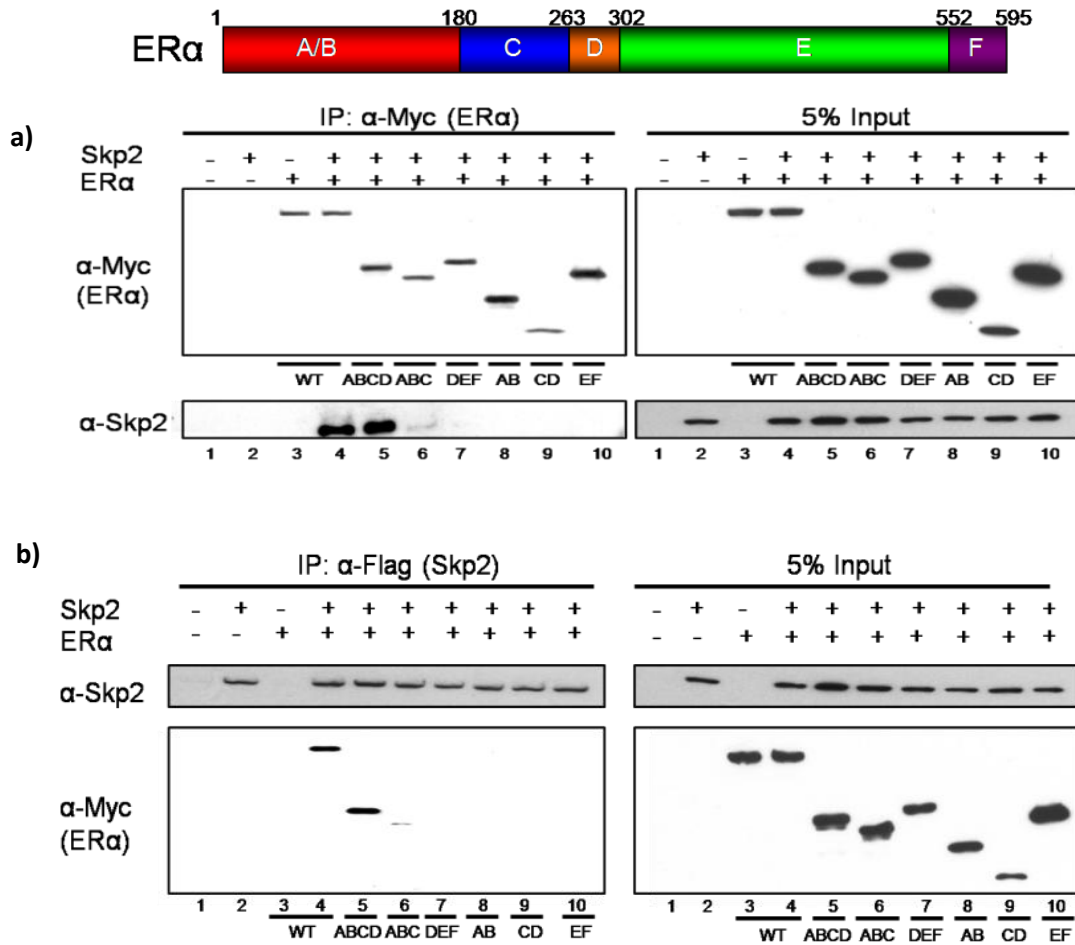 1 180 263 302 552 595
ERα A/B C D E F
a)
IP: α-Myc (ERα) 5% Input
Skp2 - + - + + + + + + + - + - + + + + + + +
ERα - - + + + + + + + + - - + + + + + + + +
α-Myc
(ERα)
WT ABCD ABC DEF AB CD EF WT ABCD ABC DEF AB CD EF
α-Skp2
1 2 3 4 5 6 7 8 9 10 1 2 3 4 5 6 7 8 9 10
b)
IP: α-Flag (Skp2) 5% Input
Skp2 - + - + + + + + + + - + - + + + + + + +
ERα - - + + + + + + + + - - + + + + + + + +
α-Skp2
α-Myc
(ERα)
1 2 3 4 5 6 7 8 9 10 1 2 3 4 5 6 7 8 9 10
WT ABCD ABC DEF AB CD EF WT ABCD ABC DEF AB CD EF